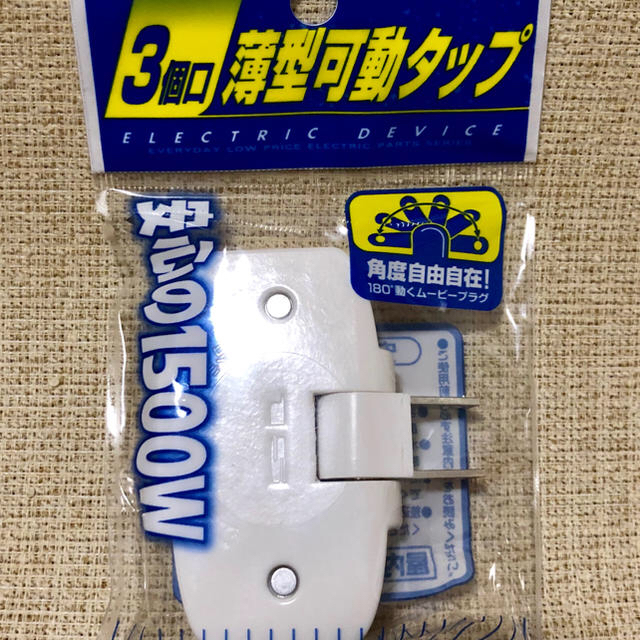 3個口 薄型可動タップ
ELECTRIC DEVICE
EVERYDAY LOW PRICE ELECTRIC PARTS SERIES
安心の1500W
角度自由自在!
180°動くムービープラグ